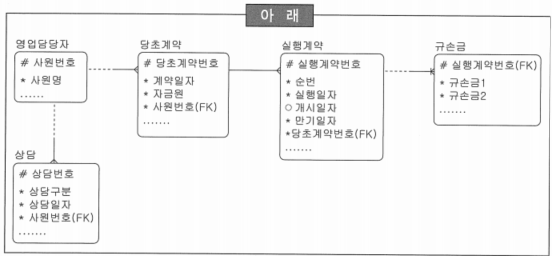 아 래
영업담당자
# 사원번호
* 사원명
......
당초계약
# 당초계약번호
* 계약일자
* 자금원
* 사원번호(FK)
.......
실행계약
# 실행계약번호
* 순번
* 실행일자
○ 개시일자
* 만기일자
*당초계약번호(FK)
.......
규손금
# 실행계약번호(FK)
* 규손금1
* 규손금2
.......
상담
# 상담번호
* 상담구분
* 상담일자
* 사원번호(FK)
.......